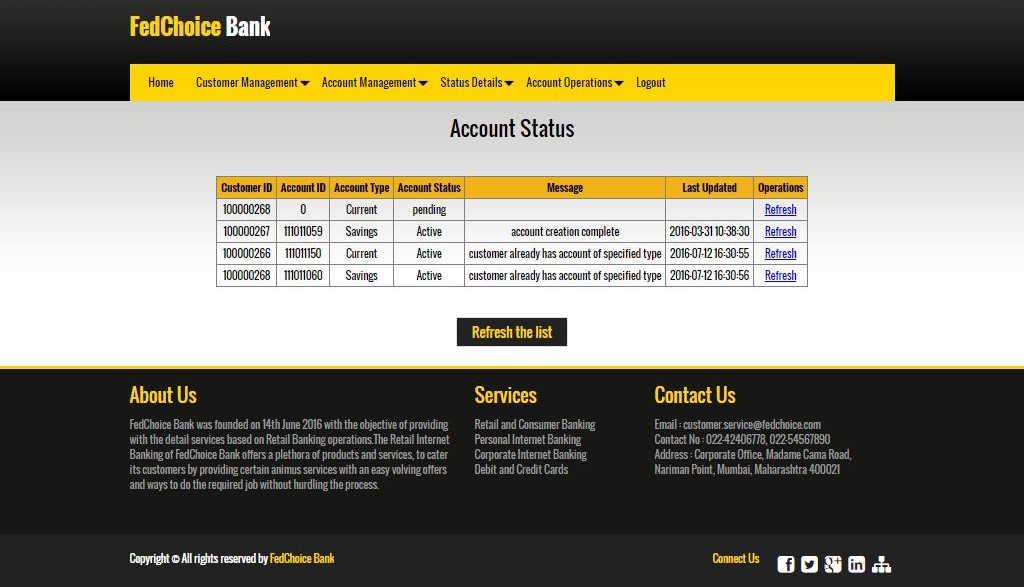 FedChoice Bank
Home Customer Management Account Management Status Details Account Operations Logout
Account Status
Customer ID Account ID Account Type Account Status Message Last Updated Operations
100000268 0 Current pending Refresh
100000267 111011059 Savings Active account creation complete 2016-03-31 10:38:30 Refresh
100000266 111011150 Current Active customer already has account of specified type 2016-07-12 16:30:55 Refresh
100000268 111011060 Savings Active customer already has account of specified type 2016-07-12 16:30:56 Refresh
Refresh the list
About Us
FedChoice Bank was founded on 14th June 2016 with the objective of providing
with the detail services based on Retail Banking operations.The Retail Internet
Banking of FedChoice Bank offers a plethora of products and services, to cater
its customers by providing certain animus services with an easy volving offers
and ways to do the required job without hurdling the process.
Services
Retail and Consumer Banking
Personal Internet Banking
Corporate Internet Banking
Debit and Credit Cards
Contact Us
Email : customer.service@fedchoice.com
Contact No : 022-42406778, 022-54567890
Address : Corporate Office, Madame Cama Road,
Nariman Point, Mumbai, Maharashtra 400021
Copyright © All rights reserved by FedChoice Bank
Connect Us